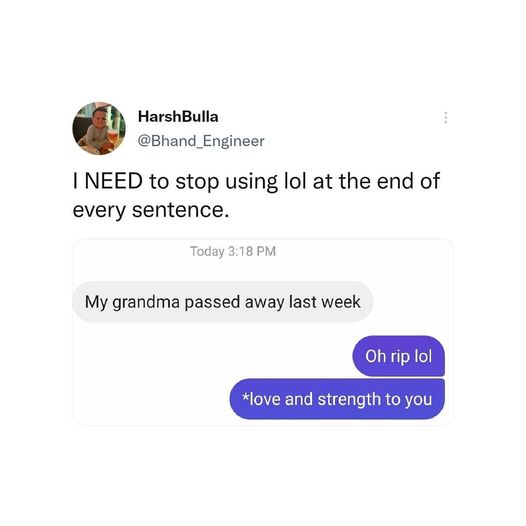 HarshBulla
@Bhand_Engineer
I NEED to stop using lol at the end of
every sentence.
Today 3:18 PM
My grandma passed away last week
Oh rip lol
*love and strength to you